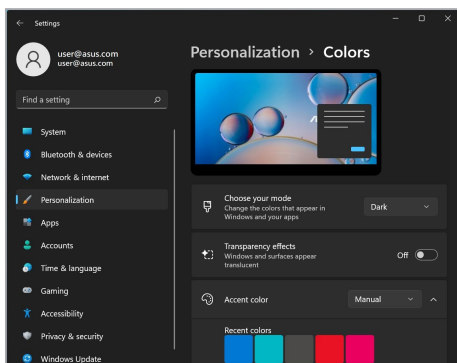 Settings
user@asus.com
user@asus.com
Find a setting
System
Bluetooth & devices
Network & internet
Personalization
Apps
Accounts
Time & language
Gaming
Accessibility
Privacy & security
Windows Update
Personalization > Colors
Choose your mode
Change the colors that appear in
Windows and your apps
Dark
Transparency effects
Windows and surfaces appear
translucent
Off
Accent color
Manual
Recent colors